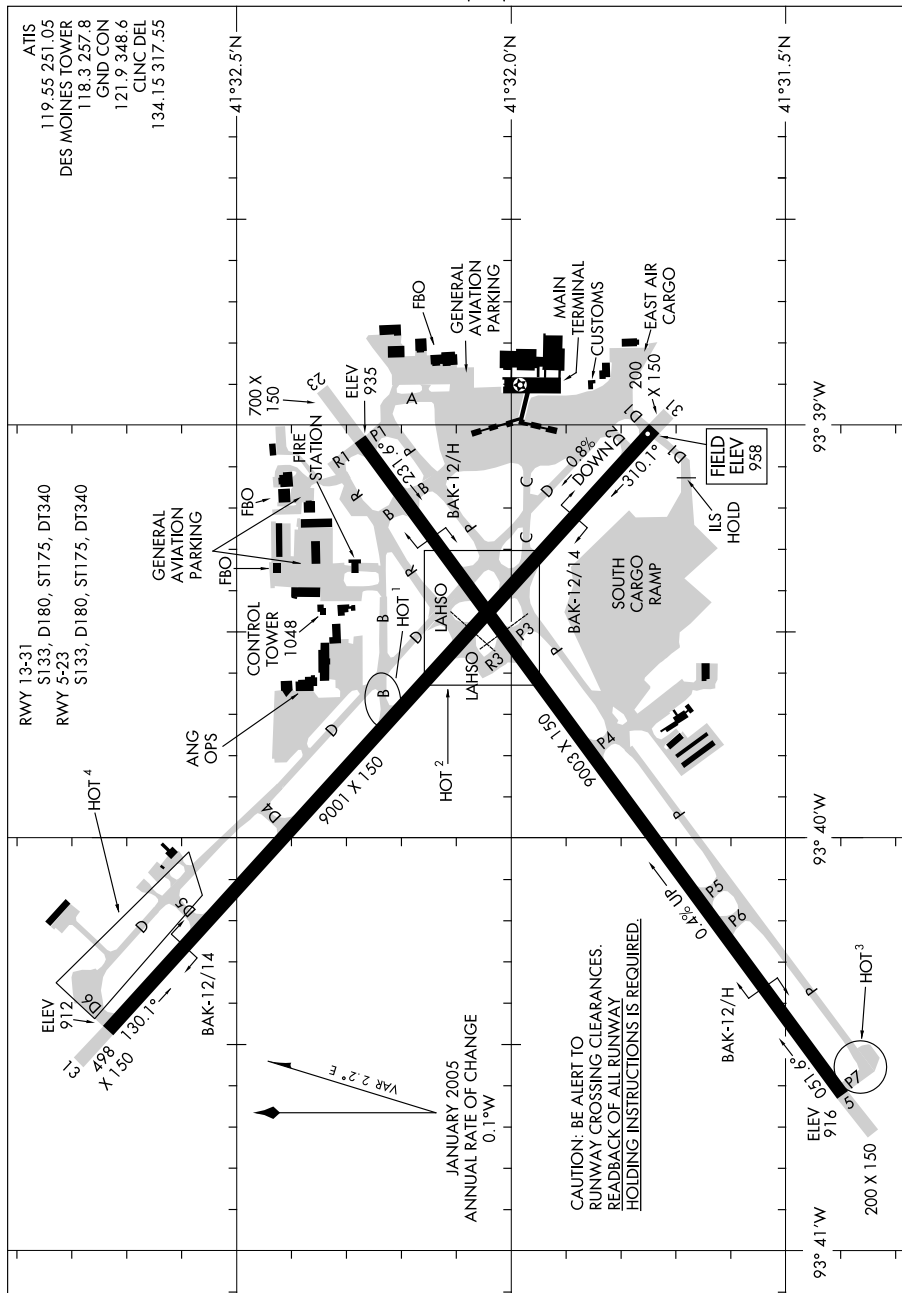 ATIS
119.55 251.05
DES MOINES TOWER
118.3 257.8
GND CON
121.9 348.6
CLNC DEL
134.15 317.55
RWY 13-31
S133, D180, ST175, DT340
RWY 5-23
S133, D180, ST175, DT340
41°32.5'N
41°32.0'N
41°31.5'N
93° 39'W
93° 40'W
93° 41'W
HOT 4
ELEV
912
13
498
X 150
130.1°
D6
D
D5
BAK-12/14
D4
9001 X 150
D
ANG
OPS
CONTROL
TOWER
1048
FBO
GENERAL
AVIATION
PARKING
FBO
FIRE
STATION
HOT 1
B
B
D
R
B
R
R1
B
HOT 2
LAHSO
LAHSO
R3
P3
700 X
150
23
ELEV
935
P1
P
231.6°
BAK-12/H
P
A
FBO
GENERAL
AVIATION
PARKING
MAIN
TERMINAL
CUSTOMS
EAST AIR
CARGO
200
X 150
31
D1
D1
D2
0.8%
DOWN
310.1°
FIELD
ELEV
958
ILS
HOLD
C
C
D
BAK-12/14
SOUTH
CARGO
RAMP
P
9003 X 150
P4
P
0.4% UP
P5
P6
P
BAK-12/H
HOT 3
051.6°
P7
5
ELEV
916
200 X 150
VAR 2.2° E
JANUARY 2005
ANNUAL RATE OF CHANGE
0.1°W
CAUTION: BE ALERT TO
RUNWAY CROSSING CLEARANCES.
READBACK OF ALL RUNWAY
HOLDING INSTRUCTIONS IS REQUIRED.